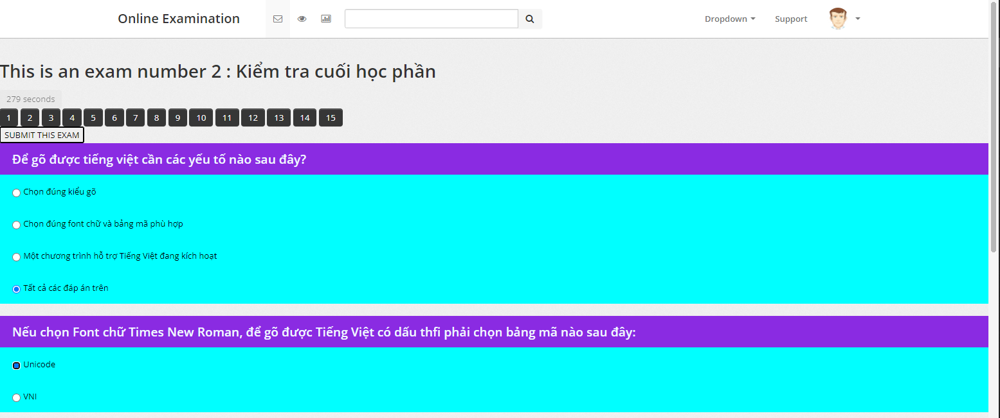 Online Examination
Dropdown
Support
This is an exam number 2 : Kiểm tra cuối học phần
279 seconds
1 2 3 4 5 6 7 8 9 10 11 12 13 14 15
SUBMIT THIS EXAM
Để gõ được tiếng việt cần các yếu tố nào sau đây?
Chọn đúng kiểu gõ
Chọn đúng font chữ và bảng mã phù hợp
Một chương trình hỗ trợ Tiếng Việt đang kích hoạt
Tất cả các đáp án trên
Nếu chọn Font chữ Times New Roman, để gõ được Tiếng Việt có dấu thfi phải chọn bảng mã nào sau đây:
Unicode
VNI